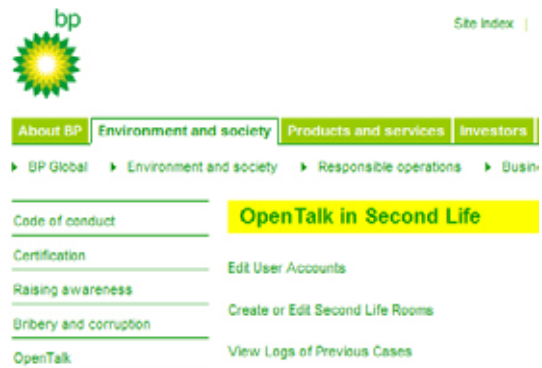 bp
Site Index |
About BP Environment and society Products and services Investors
BP Global Environment and society Responsible operations
Code of conduct
OpenTalk in Second Life
Certification
Edit User Accounts
Raising awareness
Create or Edit Second Life Rooms
Bribery and corruption
View Logs of Previous Cases
OpenTalk